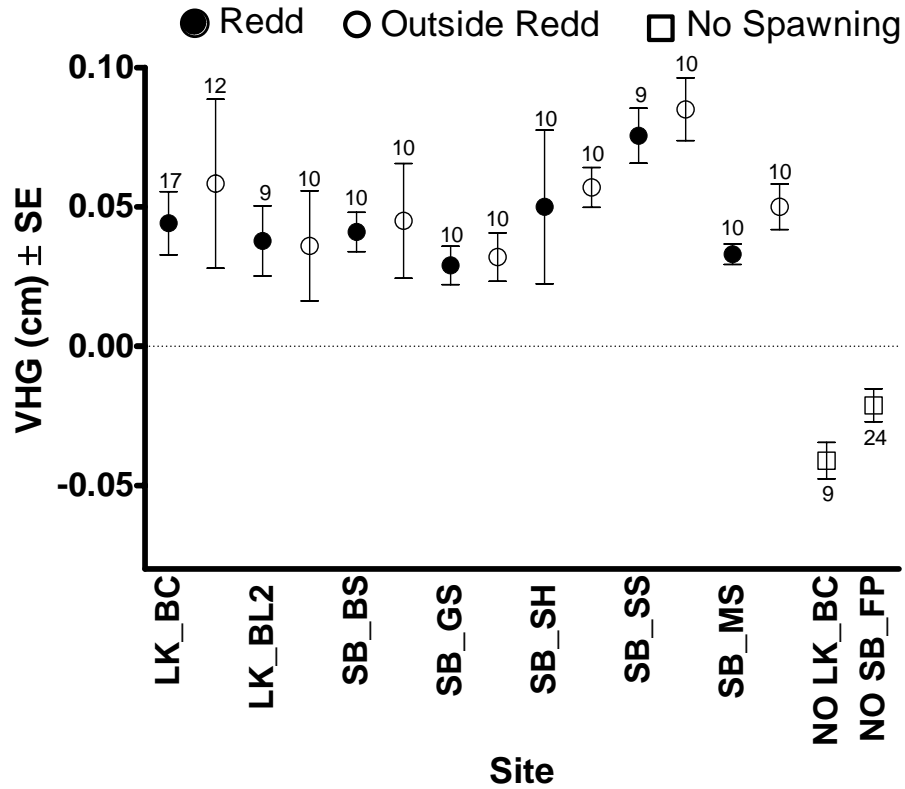 Redd Outside Redd No Spawning
VHG (cm) ± SE
0.10
0.05
0.00
-0.05
17
12
9
10
10
10
10
10
10
10
9
10
10
10
9
24
LK_BC
LK_BL2
SB_BS
SB_GS
SB_SH
SB_SS
SB_MS
NO LK_BC
NO SB_FP
Site